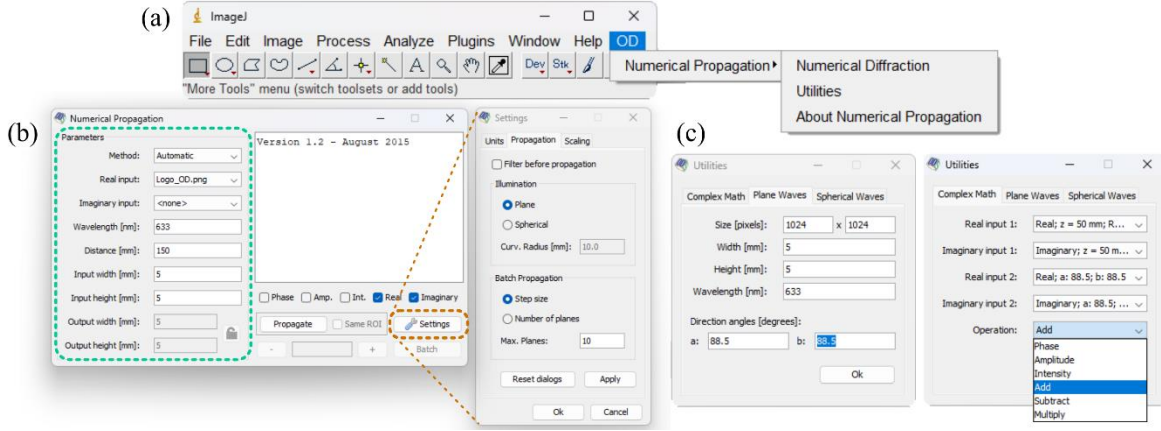 (a)
ImageJ
File Edit Image Process Analyze Plugins Window Help OD
Dev Stk
"More Tools" menu (switch toolsets or add tools)
Numerical Propagation
Numerical Diffraction
Utilities
About Numerical Propagation
(b)
Numerical Propagation
Parameters
Method: Automatic
Real input: Logo_OD.png
Imaginary input: <none>
Wavelength [nm]: 633
Distance [mm]: 150
Input width [mm]: 5
Input height [mm]: 5
Output width [mm]: 5
Output height [mm]: 5
Version 1.2 - August 2015
Phase Amp. Int. Real Imaginary
Propagate Same ROI Settings
- + Batch
Settings
Units Propagation Scaling
Filter before propagation
Illumination
Plane
Spherical
Curv. Radius [mm]: 10.0
Batch Propagation
Step size
Number of planes
Max. Planes: 10
Reset dialogs Apply
Ok Cancel
(c)
Utilities
Complex Math Plane Waves Spherical Waves
Size [pixels]: 1024 x 1024
Width [mm]: 5
Height [mm]: 5
Wavelength [nm]: 633
Direction angles [degrees]:
a: 88.5 b: 88.5
Ok
Utilities
Complex Math Plane Waves Spherical Waves
Real input 1: Real; z = 50 mm; R...
Imaginary input 1: Imaginary; z = 50 m...
Real input 2: Real; a: 88.5; b: 88.5
Imaginary input 2: Imaginary; a: 88.5; ...
Operation: Add
Phase
Amplitude
Intensity
Add
Subtract
Multiply